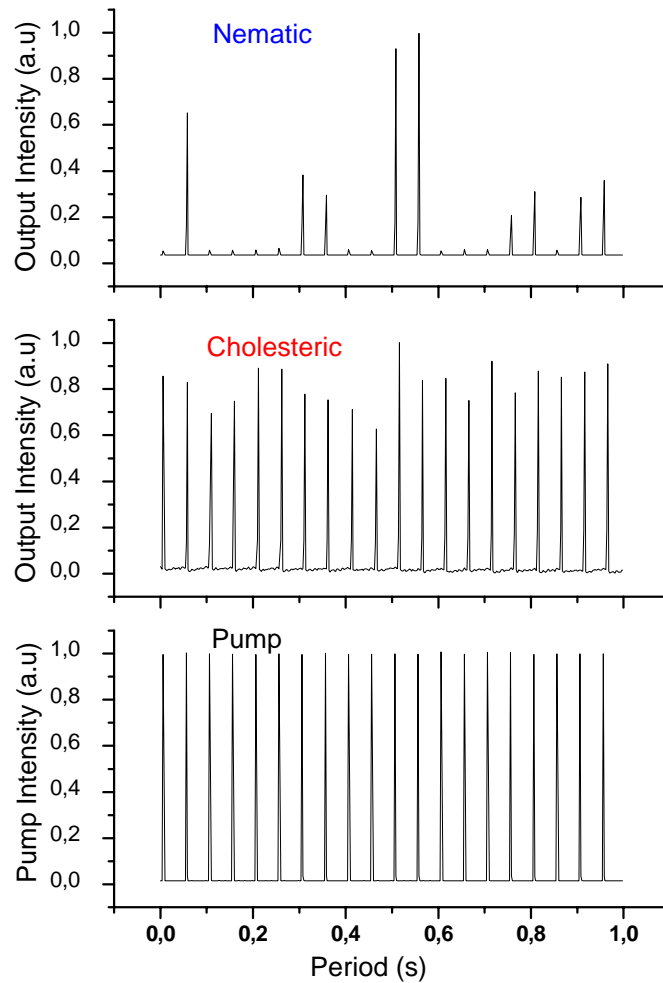 Nematic
Output Intensity (a.u)
1,0
0,8
0,6
0,4
0,2
0,0
Cholesteric
Output Intensity (a.u)
1,0
0,8
0,6
0,4
0,2
0,0
Pump
Pump Intensity (a.u)
1,0
0,8
0,6
0,4
0,2
0,0
0,0 0,2 0,4 0,6 0,8 1,0
Period (s)